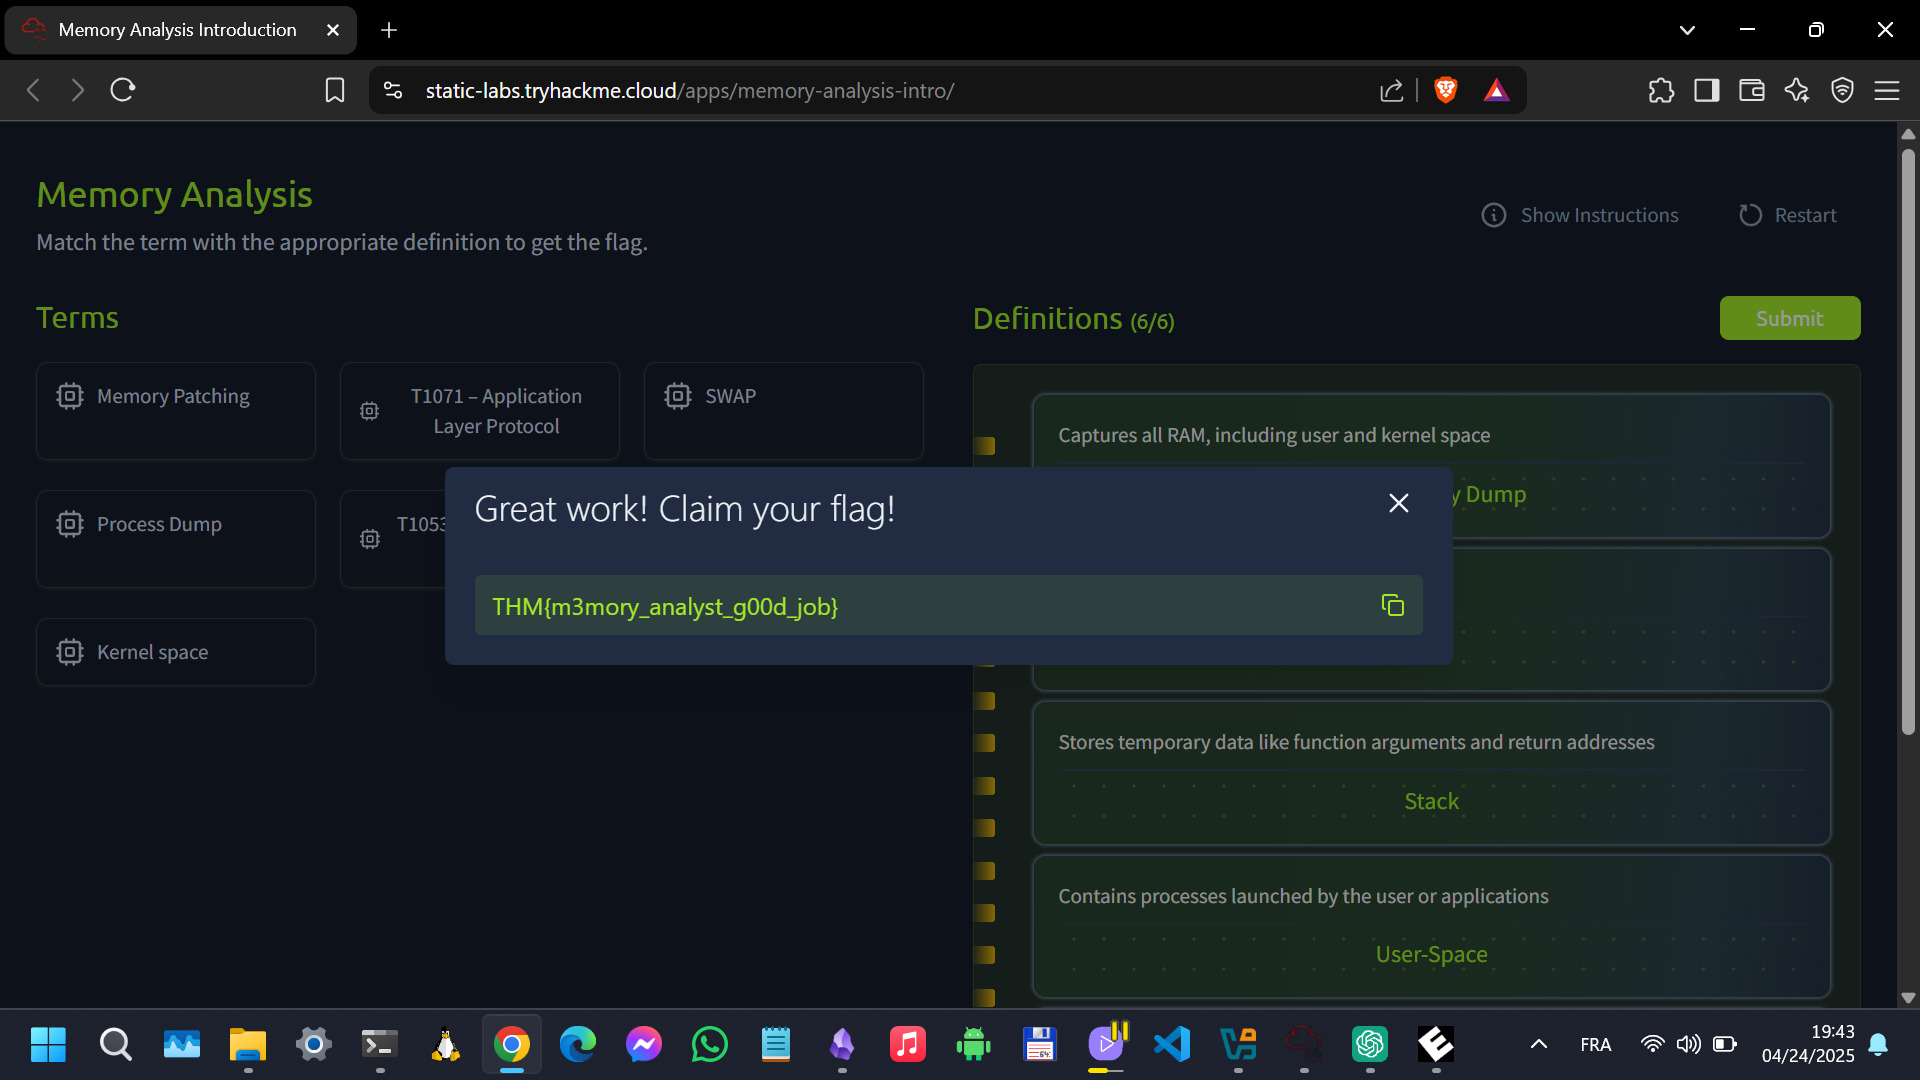 Memory Analysis Introduction
static-labs.tryhackme.cloud/apps/memory-analysis-intro/
Memory Analysis
Match the term with the appropriate definition to get the flag.
Show Instructions
Restart
Terms
Definitions (6/6)
Submit
Memory Patching
T1071 – Application
Layer Protocol
SWAP
Process Dump
T1053
Kernel space
Captures all RAM, including user and kernel space
y Dump
Great work! Claim your flag!
THM{m3mory_analyst_g00d_job}
Stores temporary data like function arguments and return addresses
Stack
Contains processes launched by the user or applications
User-Space
64
FRA
19:43
04/24/2025